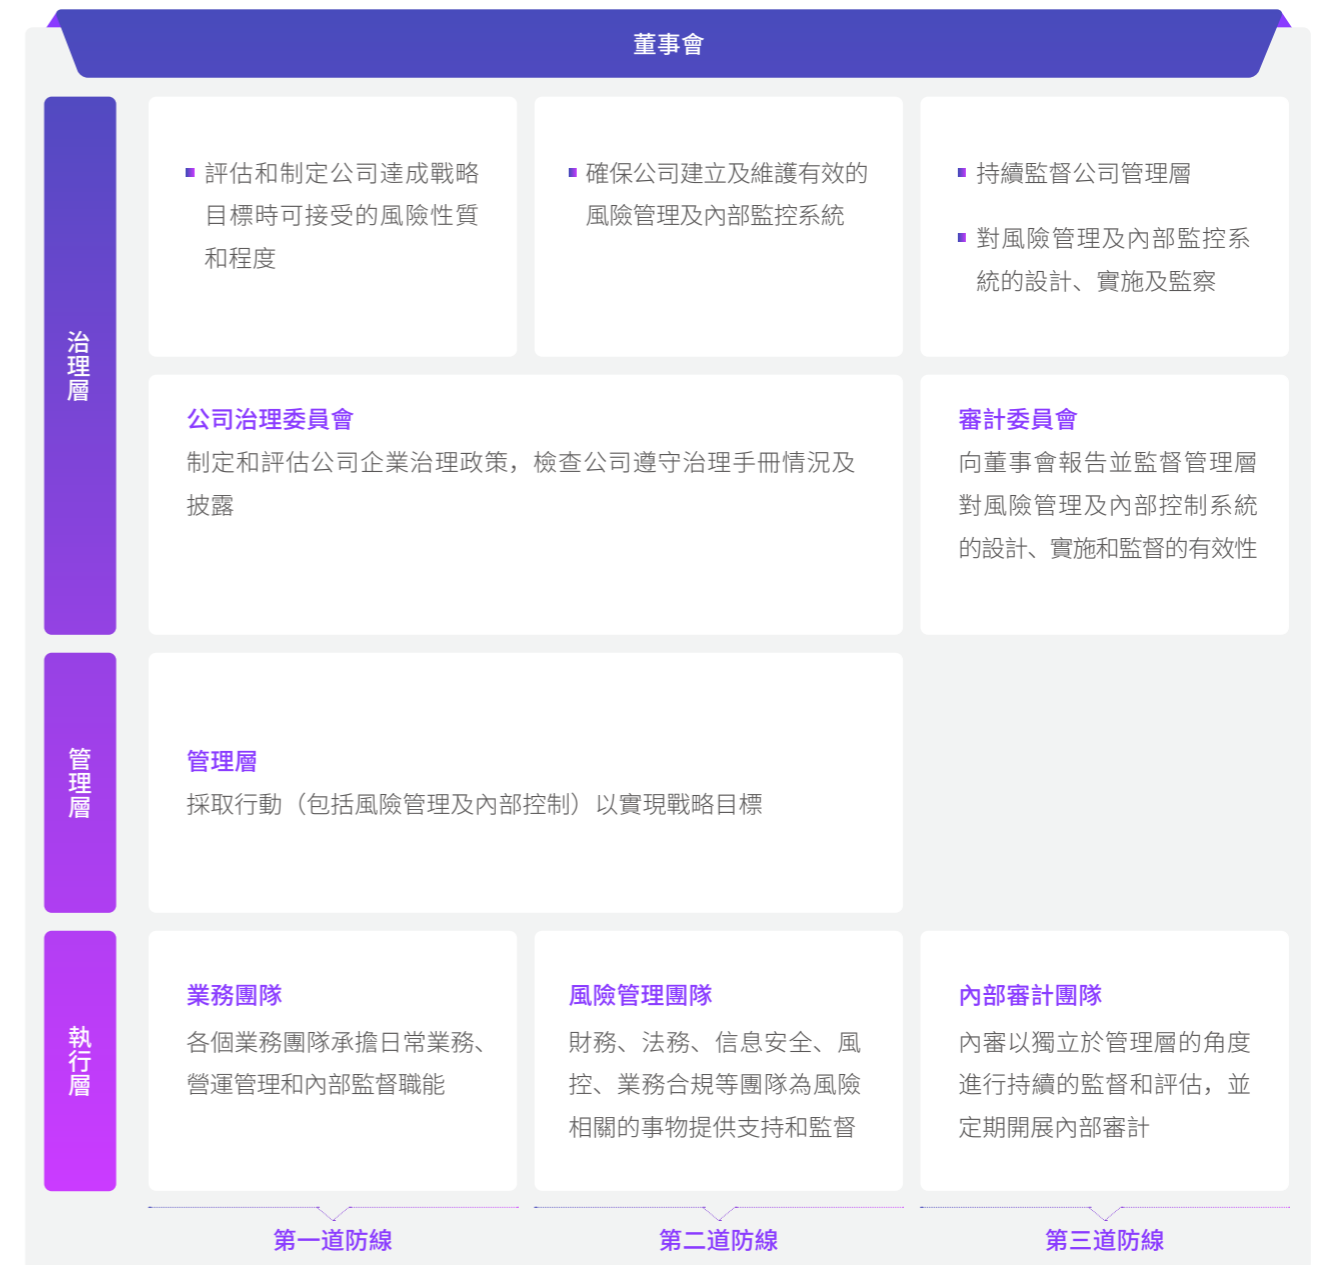 董事會
治理層
評估和制定公司達成戰略
目標時可接受的風險性質
和程度
確保公司建立及維護有效的
風險管理及內部監控系統
持續監督公司管理層
對風險管理及內部監控系
統的設計、實施及監察
公司治理委員會
制定和評估公司企業治理政策，檢查公司遵守治理手冊情況及
披露
審計委員會
向董事會報告並監督管理層
對風險管理及內部控制系統
的設計、實施和監督的有效性
管理層
管理層
採取行動（包括風險管理及內部控制）以實現戰略目標
執行層
業務團隊
各個業務團隊承擔日常業務、
營運管理和內部監督職能
風險管理團隊
財務、法務、信息安全、風
控、業務合規等團隊為風險
相關的事物提供支持和監督
內部審計團隊
內審以獨立於管理層的角度
進行持續的監督和評估，並
定期開展內部審計
第一道防線
第二道防線
第三道防線